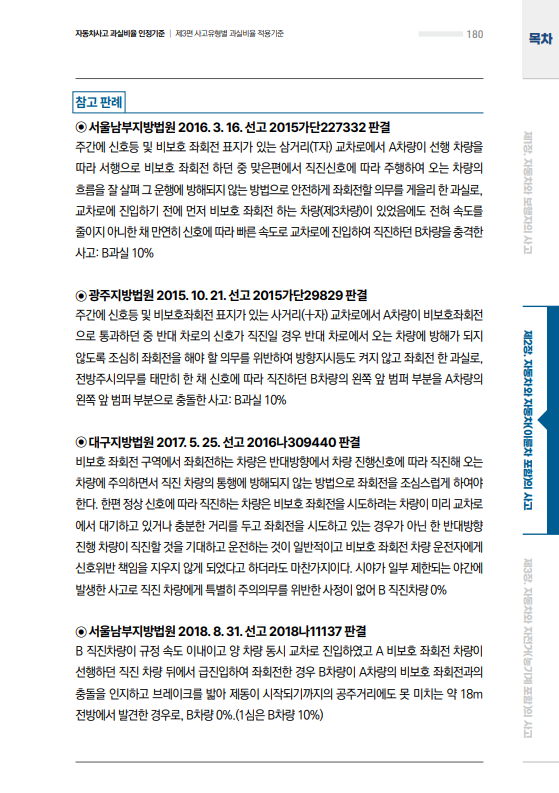 자동차사고 과실비율 인정기준 | 제3편 사고유형별 과실비율 적용기준
180
목차
참고 판례
◉ 서울남부지방법원 2016. 3. 16. 선고 2015가단227332 판결
주간에 신호등 및 비보호 좌회전 표지가 있는 삼거리(T자) 교차로에서 A차량이 선행 차량을
따라 서행으로 비보호 좌회전 하던 중 맞은편에서 직진신호에 따라 주행하여 오는 차량의
흐름을 잘 살펴 그 운행에 방해되지 않는 방법으로 안전하게 좌회전할 의무를 게을리 한 과실로,
교차로에 진입하기 전에 먼저 비보호 좌회전 하는 차량(제3차량)이 있었음에도 전혀 속도를
줄이지 아니한 채 만연히 신호에 따라 빠른 속도로 교차로에 진입하여 직진하던 B차량을 충격한
사고: B과실 10%
◉ 광주지방법원 2015. 10. 21. 선고 2015가단29829 판결
주간에 신호등 및 비보호좌회전 표지가 있는 사거리(十자) 교차로에서 A차량이 비보호좌회전
으로 통과하던 중 반대 차로의 신호가 직진일 경우 반대 차로에서 오는 차량에 방해가 되지
않도록 조심히 좌회전을 해야 할 의무를 위반하여 방향지시등도 켜지 않고 좌회전 한 과실로,
전방주시의무를 태만히 한 채 신호에 따라 직진하던 B차량의 왼쪽 앞 범퍼 부분을 A차량의
왼쪽 앞 범퍼 부분으로 충돌한 사고: B과실 10%
◉ 대구지방법원 2017. 5. 25. 선고 2016나309440 판결
비보호 좌회전 구역에서 좌회전하는 차량은 반대방향에서 차량 진행신호에 따라 직진해 오는
차량에 주의하면서 직진 차량의 통행에 방해되지 않는 방법으로 좌회전을 조심스럽게 하여야
한다. 한편 정상 신호에 따라 직진하는 차량은 비보호 좌회전을 시도하려는 차량이 미리 교차로
에서 대기하고 있거나 충분한 거리를 두고 좌회전을 시도하고 있는 경우가 아닌 한 반대방향
진행 차량이 직진할 것을 기대하고 운전하는 것이 일반적이고 비보호 좌회전 차량 운전자에게
신호위반 책임을 지우지 않게 되었다고 하더라도 마찬가지이다. 시야가 일부 제한되는 야간에
발생한 사고로 직진 차량에게 특별히 주의의무를 위반한 사정이 없어 B 직진차량 0%
◉ 서울남부지방법원 2018. 8. 31. 선고 2018나11137 판결
B 직진차량이 규정 속도 이내이고 양 차량 동시 교차로 진입하였고 A 비보호 좌회전 차량이
선행하던 직진 차량 뒤에서 급진입하여 좌회전한 경우 B차량이 A차량의 비보호 좌회전과의
충돌을 인지하고 브레이크를 밟아 제동이 시작되기까지의 공주거리에도 못 미치는 약 18m
전방에서 발견한 경우로, B차량 0%.(1심은 B차량 10%)
제1장. 자동차와 보행자의 사고
제2장. 자동차와 자동차(이륜차 포함)의 사고
제3장. 자동차와 자전거(농기계 포함)의 사고